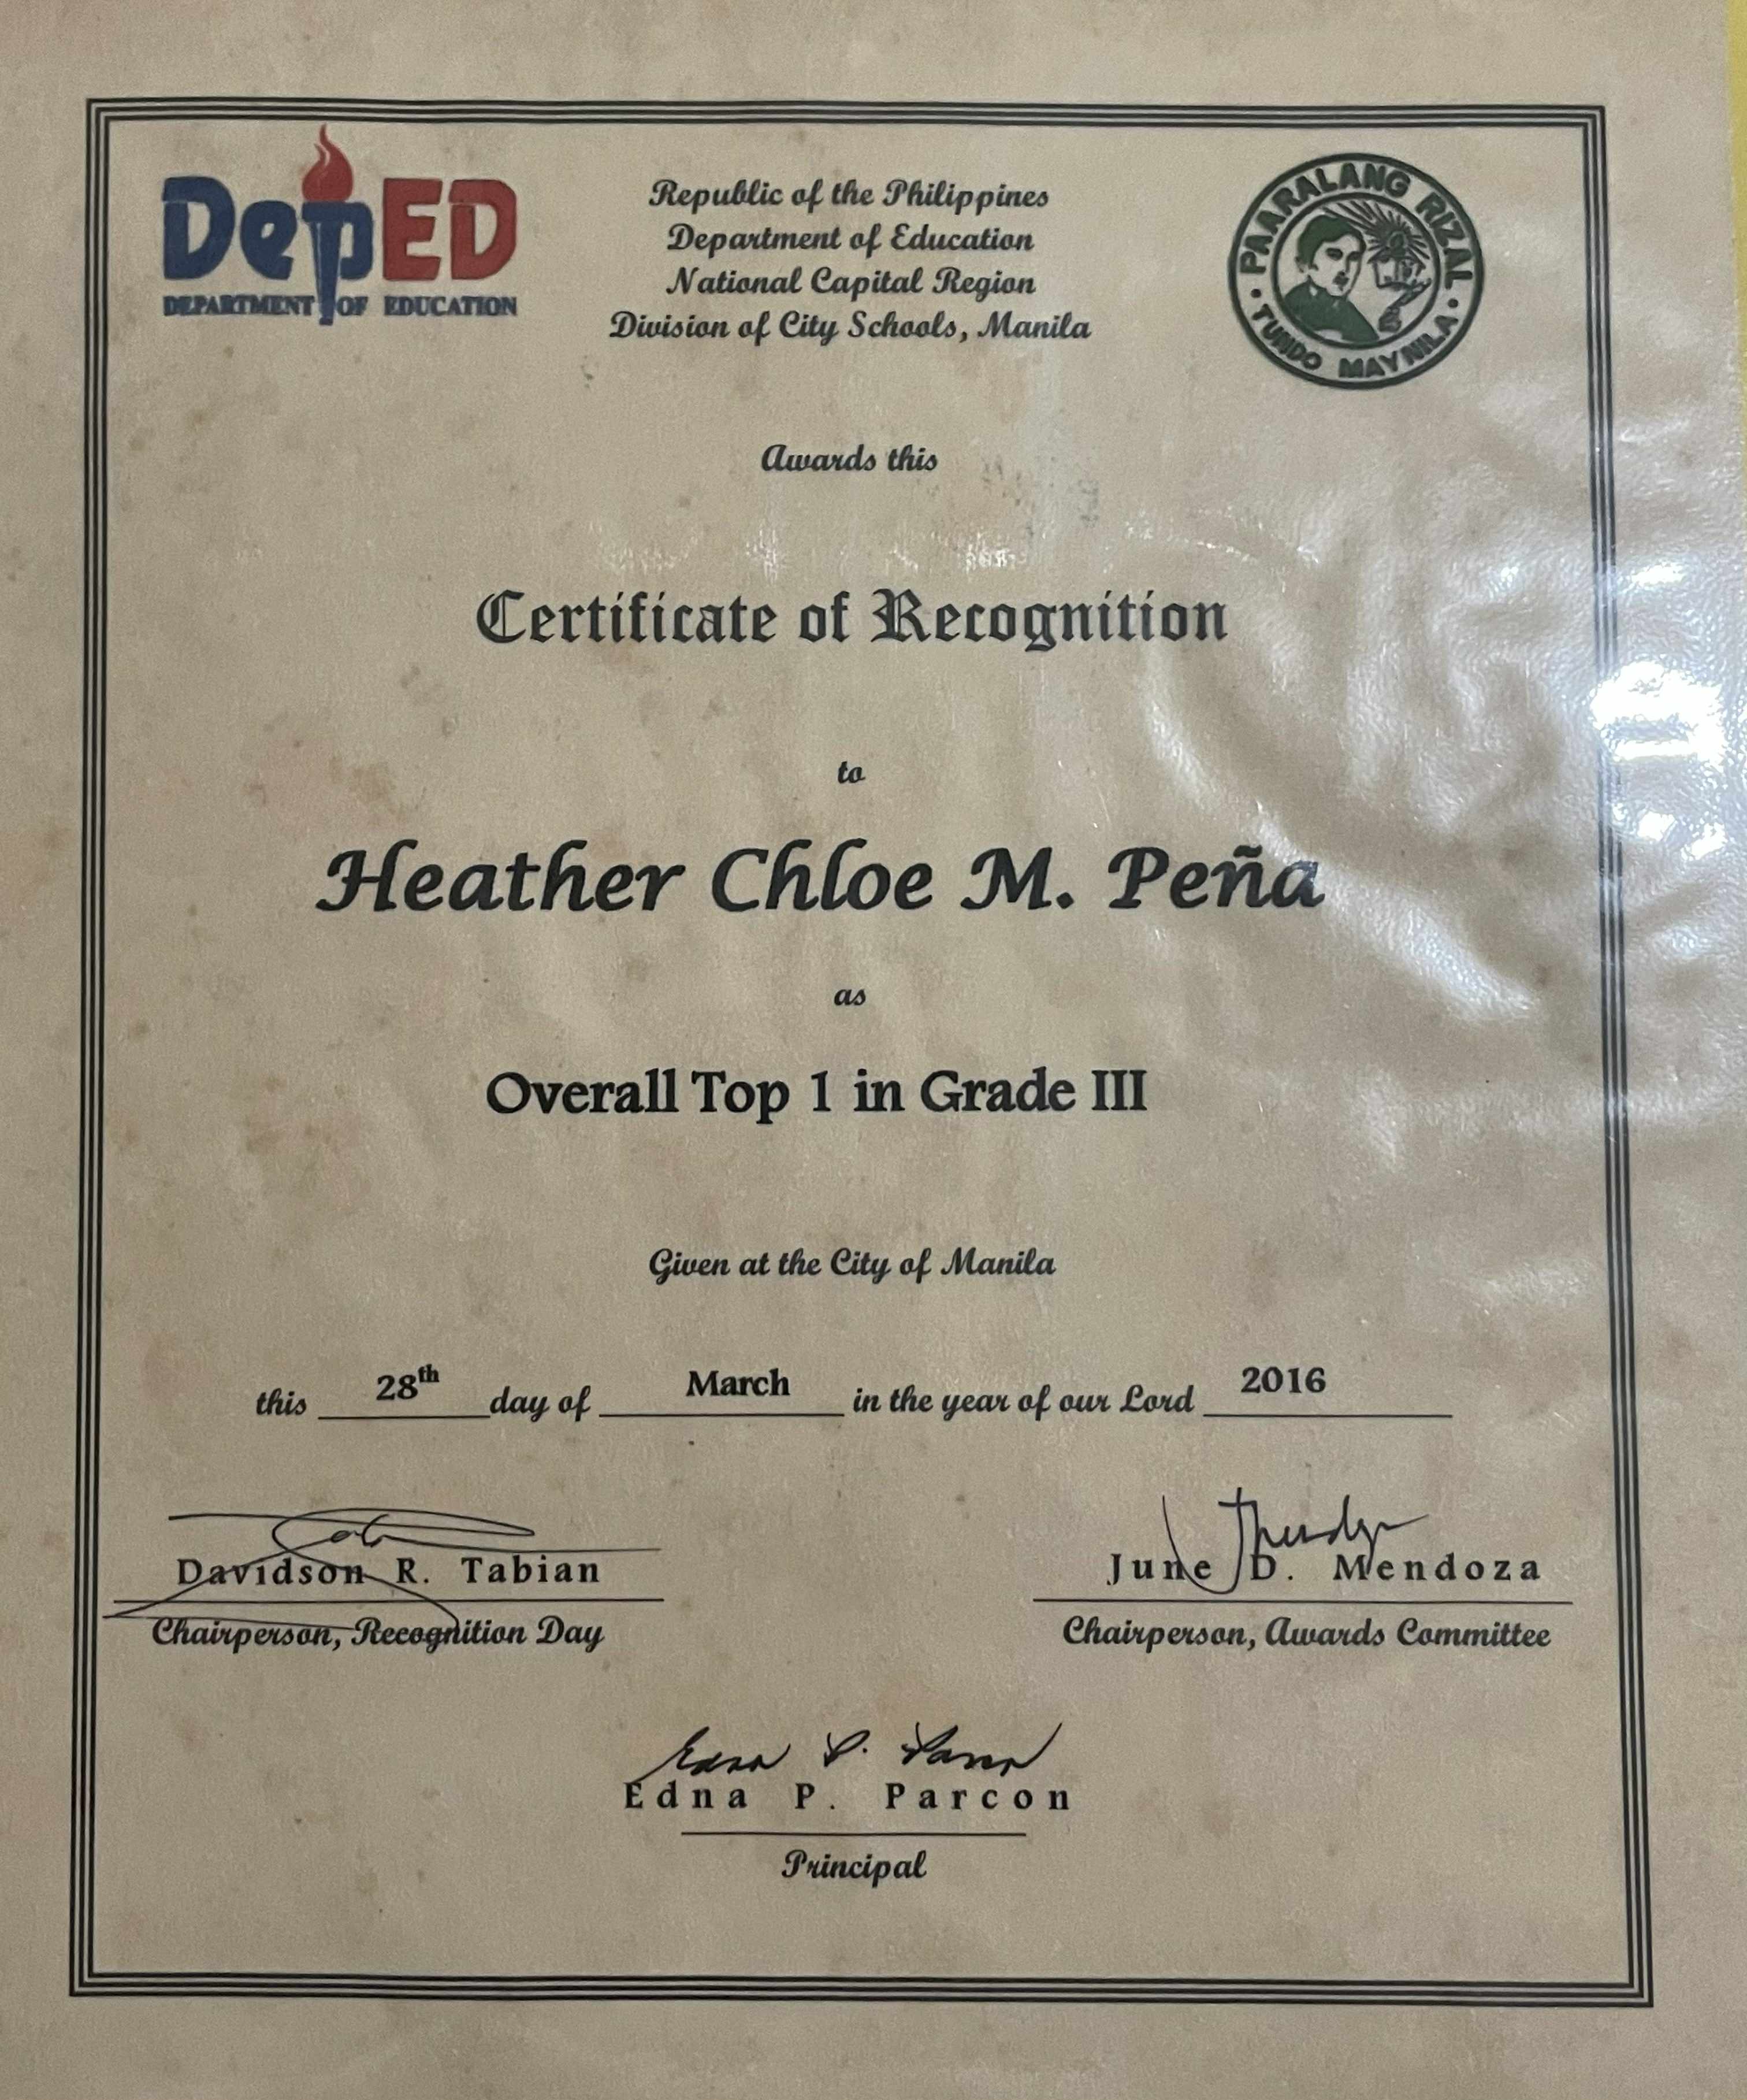 DepED
DEPARTMENT OF EDUCATION
Republic of the Philippines
Department of Education
National Capital Region
Division of City Schools, Manila
PAARALANG RIZAL
TUNDO MAYNILA
Awards this
Certificate of Recognition
to
Heather Chloe M. Peña
as
Overall Top 1 in Grade III
Given at the City of Manila
this 28th day of March in the year of our Lord 2016
Davidson R. Tabian
Chairperson, Recognition Day
June D. Mendoza
Chairperson, Awards Committee
Edna P. Parcon
Principal